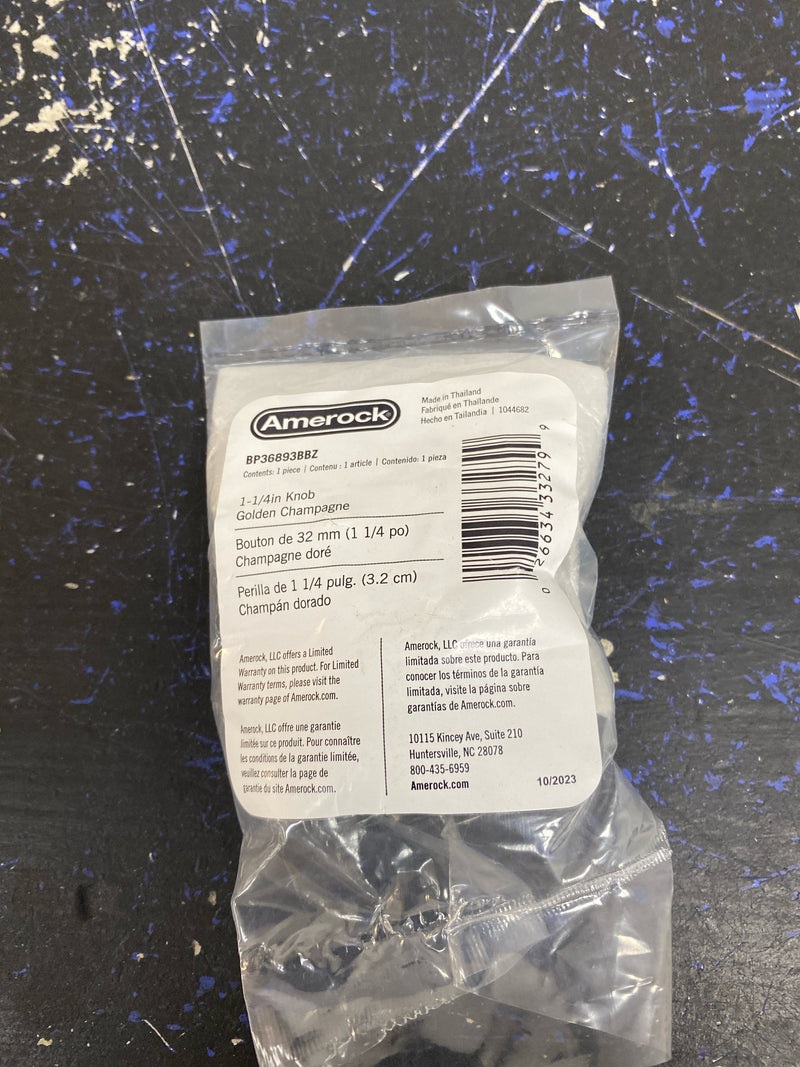 Amerock®
Made in Thailand
Fabriqué en Thaïlande
Hecho en Tailandia | 1044682
BP36893BBZ
Contents: 1 piece | Contenu : 1 article | Contenido: 1 pieza
1-1/4in Knob
Golden Champagne
Bouton de 32 mm (1 1/4 po)
Champagne doré
Perilla de 1 1/4 pulg. (3.2 cm)
Champán dorado
0 26634 33279 9
Amerock, LLC offers a Limited
Warranty on this product. For Limited
Warranty terms, please visit the
warranty page of Amerock.com.
Amerock, LLC offre une garantie
limitée sur ce produit. Pour connaître
les conditions de la garantie limitée,
veuillez consulter la page de
garantie du site Amerock.com.
Amerock, LLC ofrece una garantía
limitada sobre este producto. Para
conocer los términos de la garantía
limitada, visite la página sobre
garantías de Amerock.com.
10115 Kincey Ave, Suite 210
Huntersville, NC 28078
800-435-6959
Amerock.com
10/2023